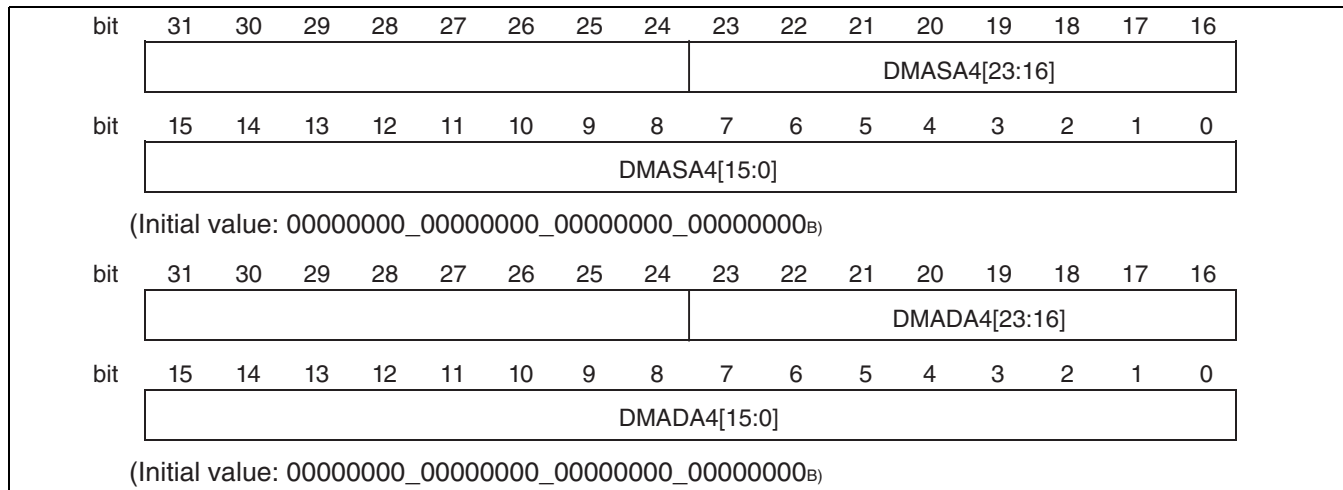 bit 31 30 29 28 27 26 25 24 23 22 21 20 19 18 17 16
DMASA4[23:16]
bit 15 14 13 12 11 10 9 8 7 6 5 4 3 2 1 0
DMASA4[15:0]
(Initial value: 00000000_00000000_00000000_00000000B)
bit 31 30 29 28 27 26 25 24 23 22 21 20 19 18 17 16
DMADA4[23:16]
bit 15 14 13 12 11 10 9 8 7 6 5 4 3 2 1 0
DMADA4[15:0]
(Initial value: 00000000_00000000_00000000_00000000B)